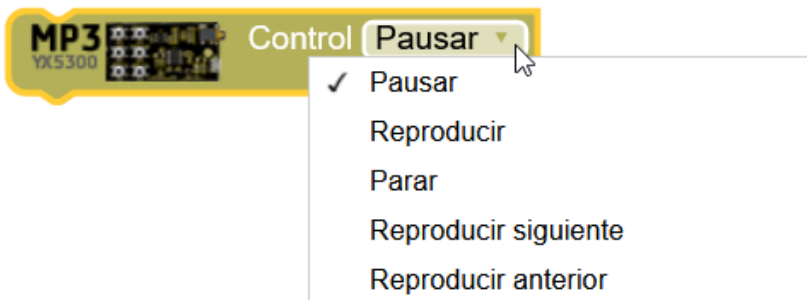 MP3 Control Pausar
YX5300
Pausar
Reproducir
Parar
Reproducir siguiente
Reproducir anterior